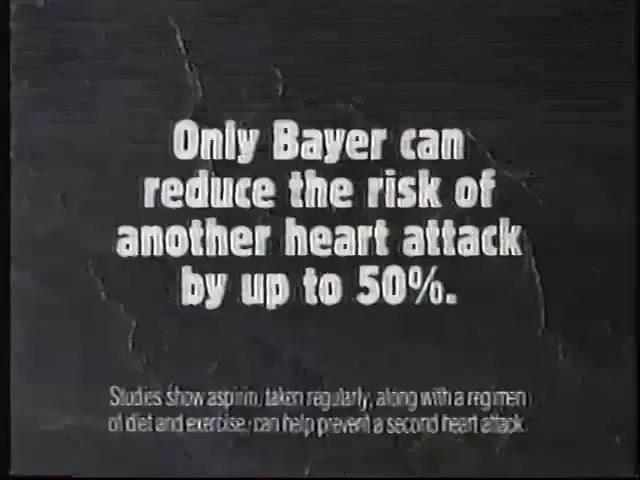 Only Bayer can
reduce the risk of
another heart attack
by up to 50%.
Studies show aspirin, taken regularly, along with a regimen
of diet and exercise, can help prevent a second heart attack.